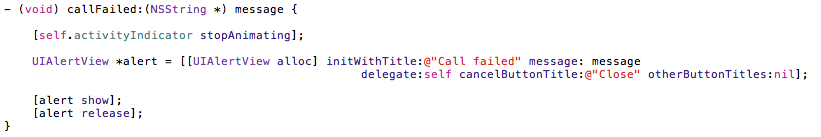 - (void) callFailed:(NSString *) message {
[self.activityIndicator stopAnimating];
UIAlertView *alert = [[UIAlertView alloc] initWithTitle:@"Call failed" message: message
delegate:self cancelButtonTitle:@"Close" otherButtonTitles:nil];
[alert show];
[alert release];
}